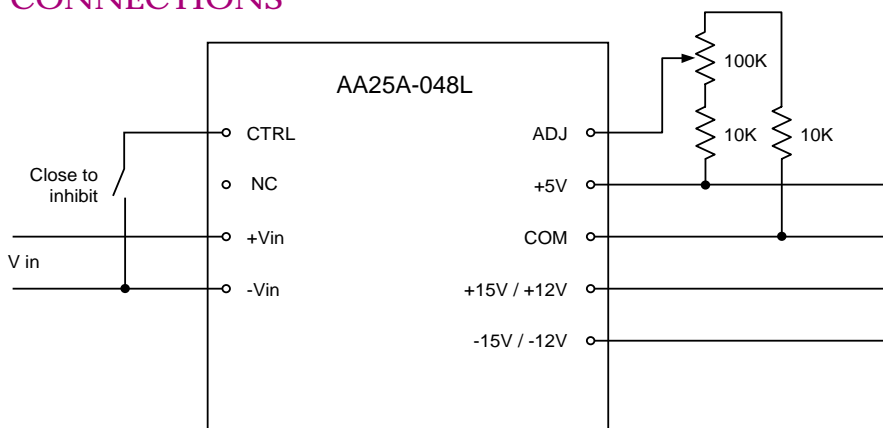 CONNECTIONS
AA25A-048L
100K
CTRL
ADJ
10K
10K
Close to
inhibit
NC
+5V
+Vin
COM
V in
-Vin
+15V / +12V
-15V / -12V